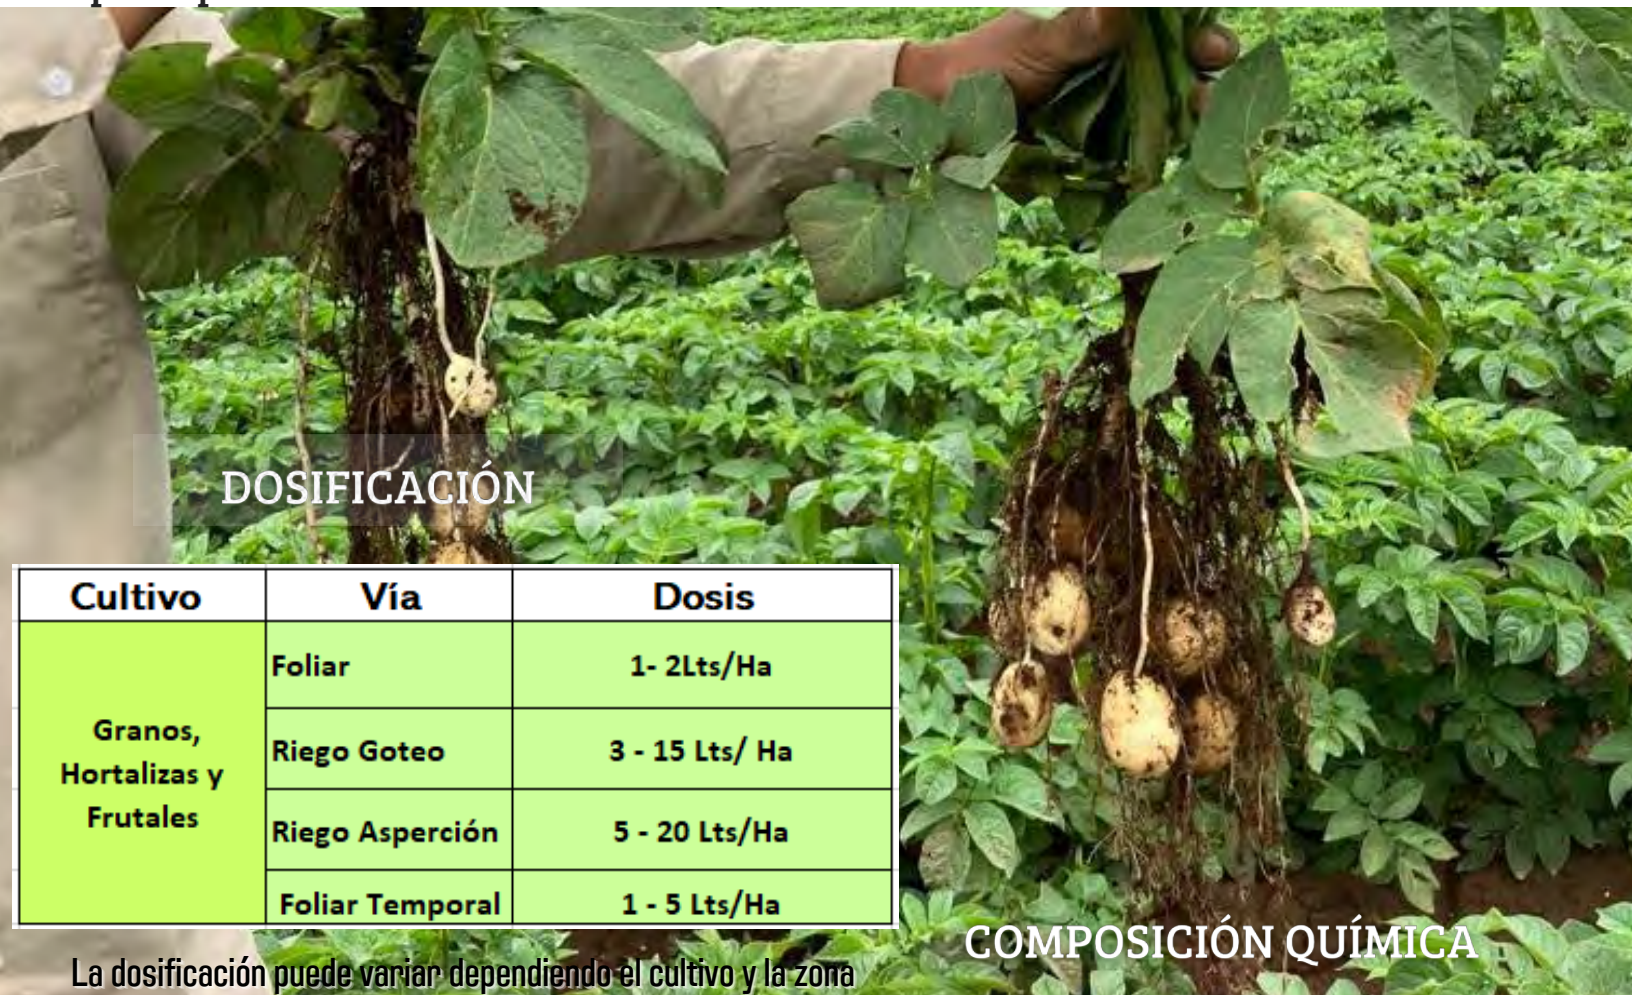 DOSIFICACIÓN
Cultivo Vía Dosis
Granos, Hortalizas y Frutales
Foliar 1- 2Lts/Ha
Riego Goteo 3 - 15 Lts/ Ha
Riego Asperción 5 - 20 Lts/Ha
Foliar Temporal 1 - 5 Lts/Ha
La dosificación puede variar dependiendo el cultivo y la zona
COMPOSICIÓN QUÍMICA